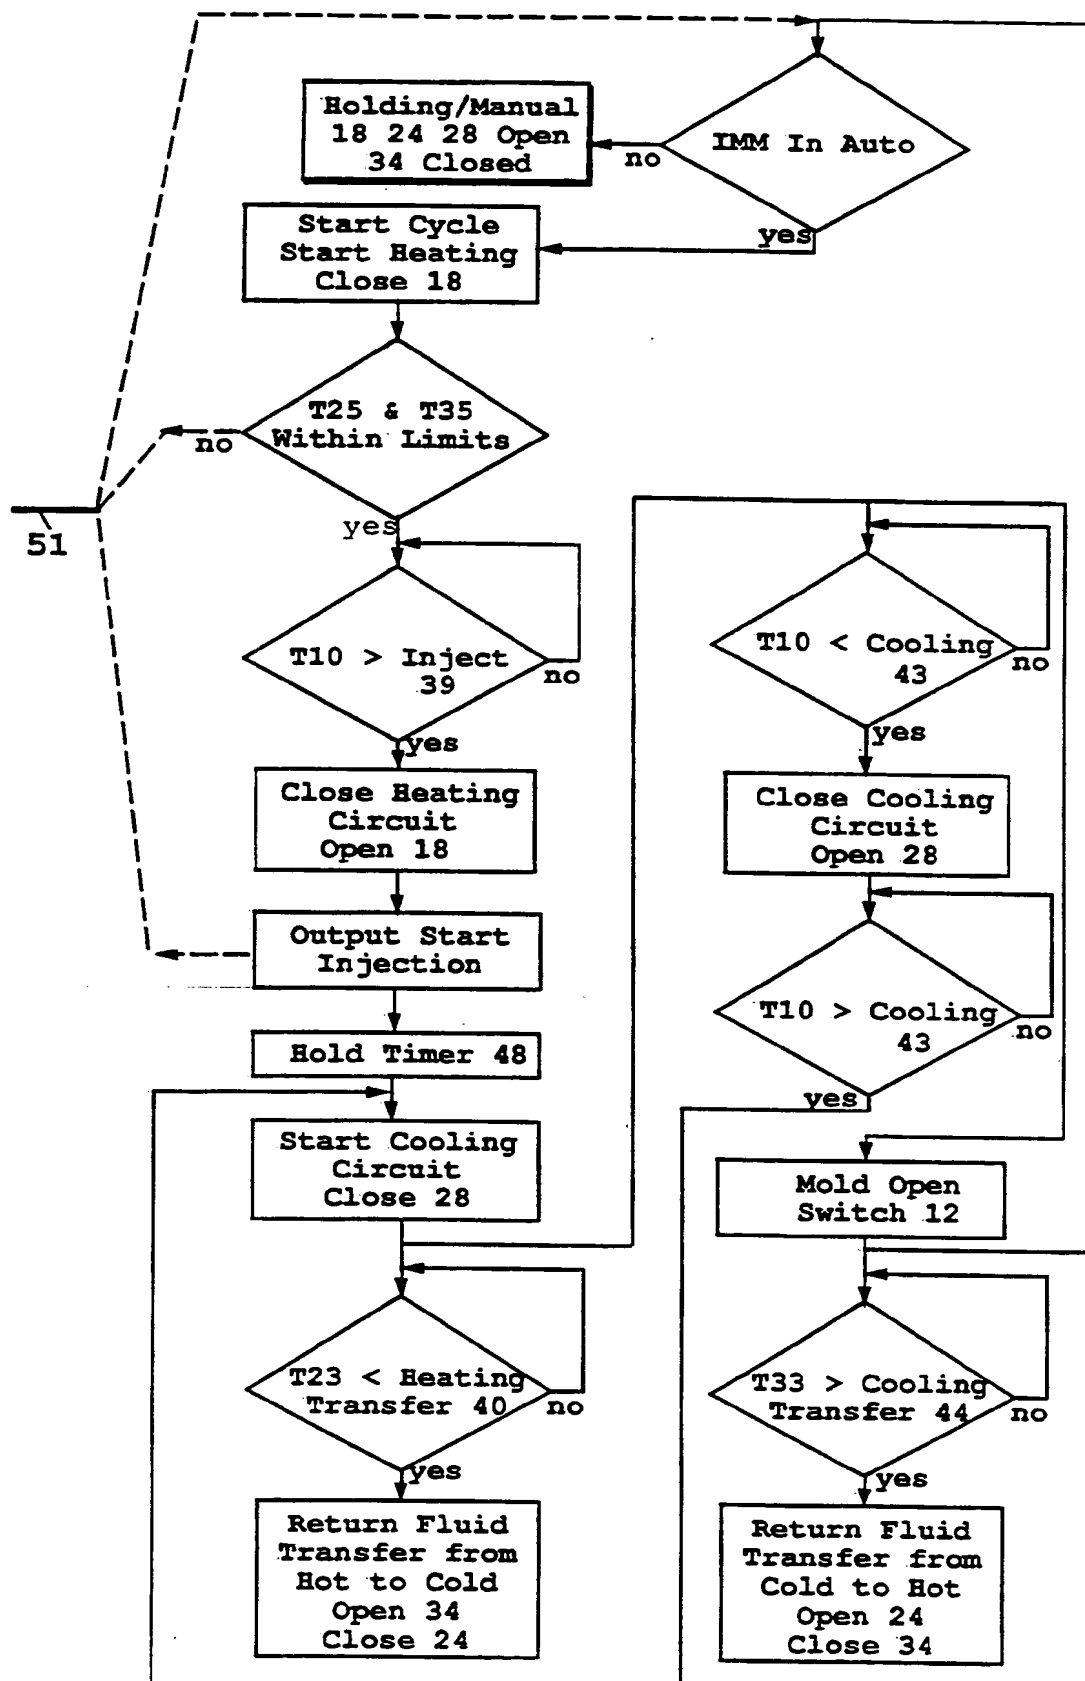 IMM In Auto
no
yes
Holding/Manual
18 24 28 Open
34 Closed
Start Cycle
Start Heating
Close 18
T25 & T35
Within Limits
no
yes
51
T10 > Inject
39
no
yes
Close Heating
Circuit
Open 18
Output Start
Injection
Hold Timer 48
Start Cooling
Circuit
Close 28
T23 < Heating
Transfer 40
no
yes
Return Fluid
Transfer from
Hot to Cold
Open 34
Close 24
T10 < Cooling
43
no
yes
Close Cooling
Circuit
Open 28
T10 > Cooling
43
no
yes
Mold Open
Switch 12
T33 > Cooling
Transfer 44
no
yes
Return Fluid
Transfer from
Cold to Hot
Open 24
Close 34